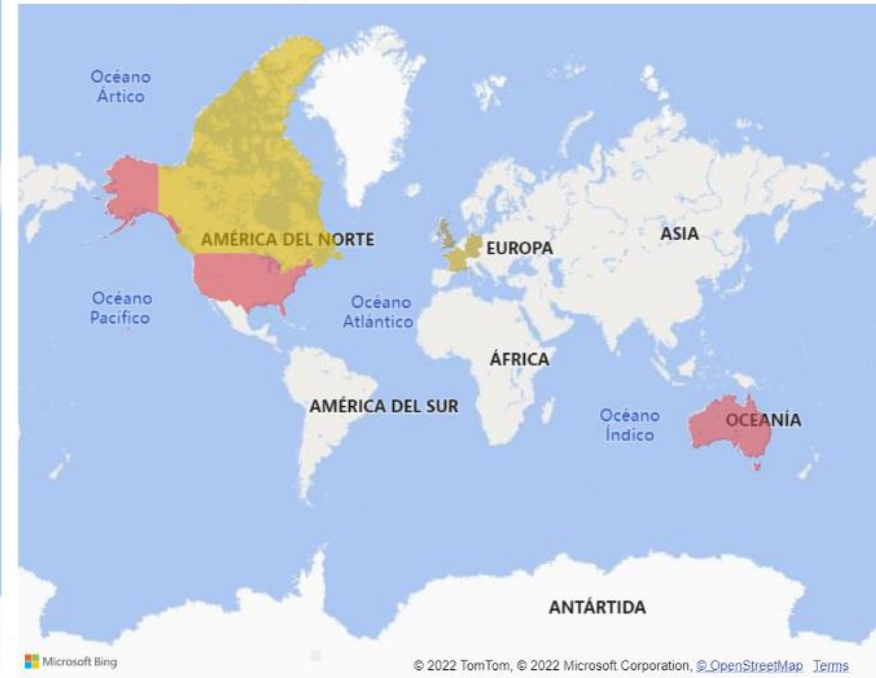 Océano
Ártico
AMÉRICA DEL NORTE
EUROPA
ASIA
Océano
Pacífico
Océano
Atlántico
ÁFRICA
AMÉRICA DEL SUR
Océano
Índico
OCEANÍA
ANTÁRTIDA
Microsoft Bing
© 2022 TomTom, © 2022 Microsoft Corporation, © OpenStreetMap Terms